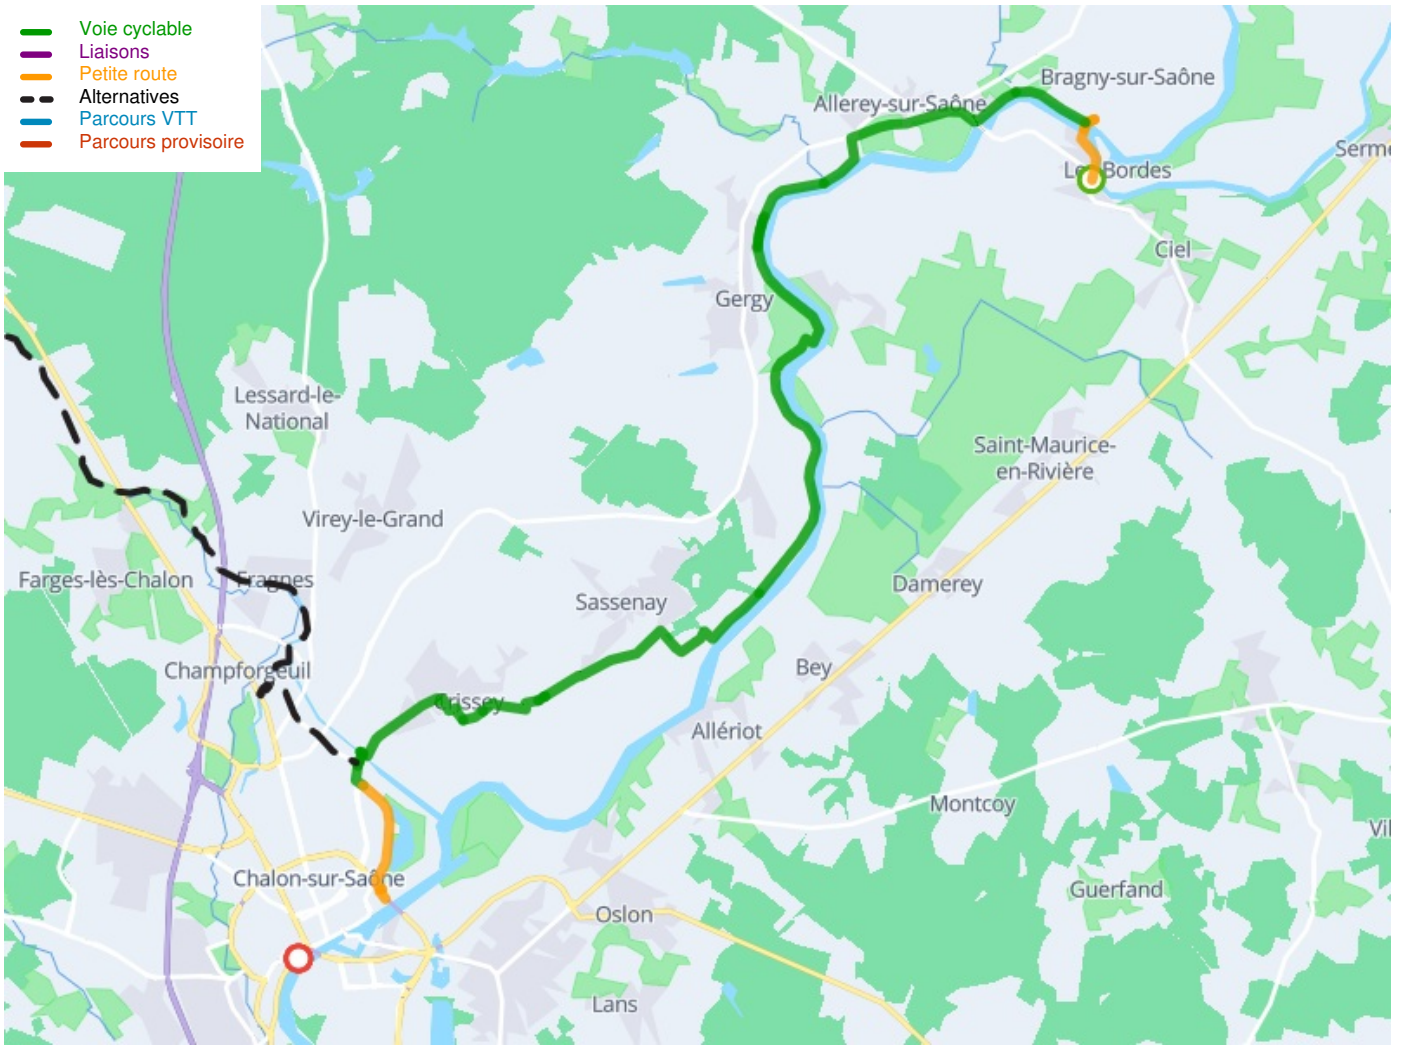 Voie cyclable
Liaisons
Petite route
Alternatives
Parcours VTT
Parcours provisoire
Bragny-sur-Saône
Allerey-sur-Saône
Serme
Les Bordes
Ciel
Gergy
Lessard-le-
National
Saint-Maurice-
en-Rivière
Virey-le-Grand
Farges-lès-Chalon
Fragnes
Damerey
Sassenay
Champforgeuil
Bey
Crissey
Allériot
Montcoy
Vil
Chalon-sur-Saône
Guerfand
Oslon
Lans